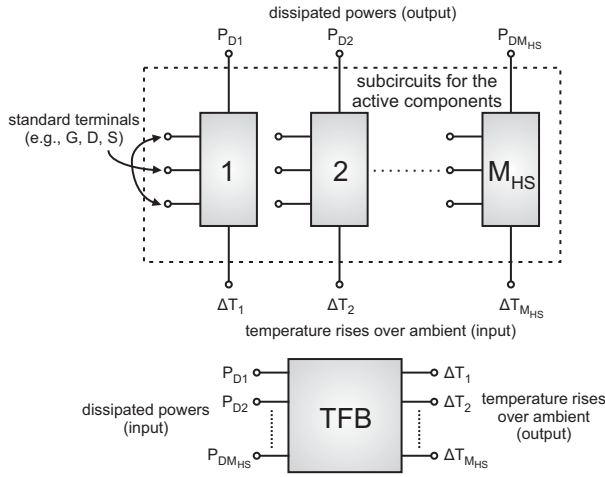 dissipated powers (output)
P_D1 P_D2 P_DM_HS
subcircuits for the
active components
standard terminals
(e.g., G, D, S)
1 2 M_HS
ΔT_1 ΔT_2 ΔT_M_HS
temperature rises over ambient (input)
P_D1 ΔT_1
P_D2 ΔT_2
dissipated powers
(input)
TFB
temperature rises
over ambient
(output)
P_DM_HS ΔT_M_HS